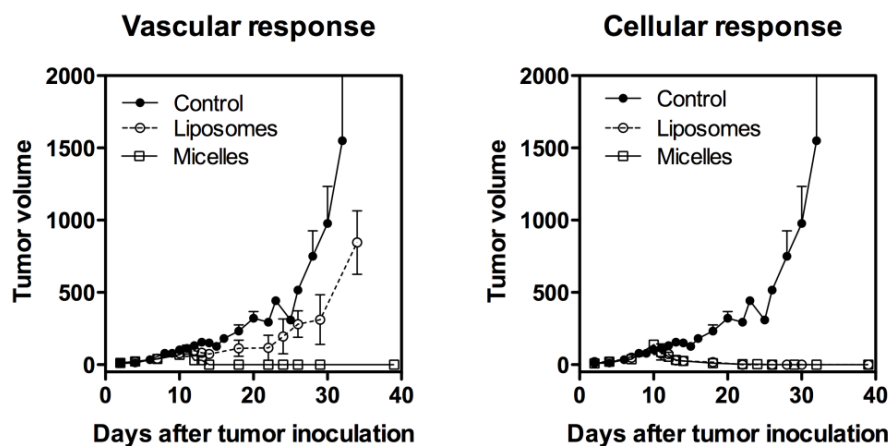 Vascular response
2000
1500
1000
500
0
Tumor volume
Control
Liposomes
Micelles
0 10 20 30 40
Days after tumor inoculation
Cellular response
2000
1500
1000
500
0
Tumor volume
Control
Liposomes
Micelles
0 10 20 30 40
Days after tumor inoculation